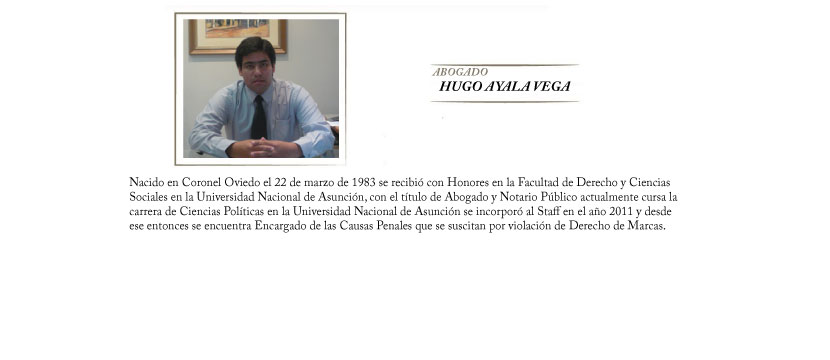 ABOGADO
HUGO AYALA VEGA
Nacido en Coronel Oviedo el 22 de marzo de 1983 se recibió con Honores en la Facultad de Derecho y Ciencias
Sociales en la Universidad Nacional de Asunción, con el título de Abogado y Notario Público actualmente cursa la
carrera de Ciencias Políticas en la Universidad Nacional de Asunción se incorporó al Staff en el año 2011 y desde
ese entonces se encuentra Encargado de las Causas Penales que se suscitan por violación de Derecho de Marcas.